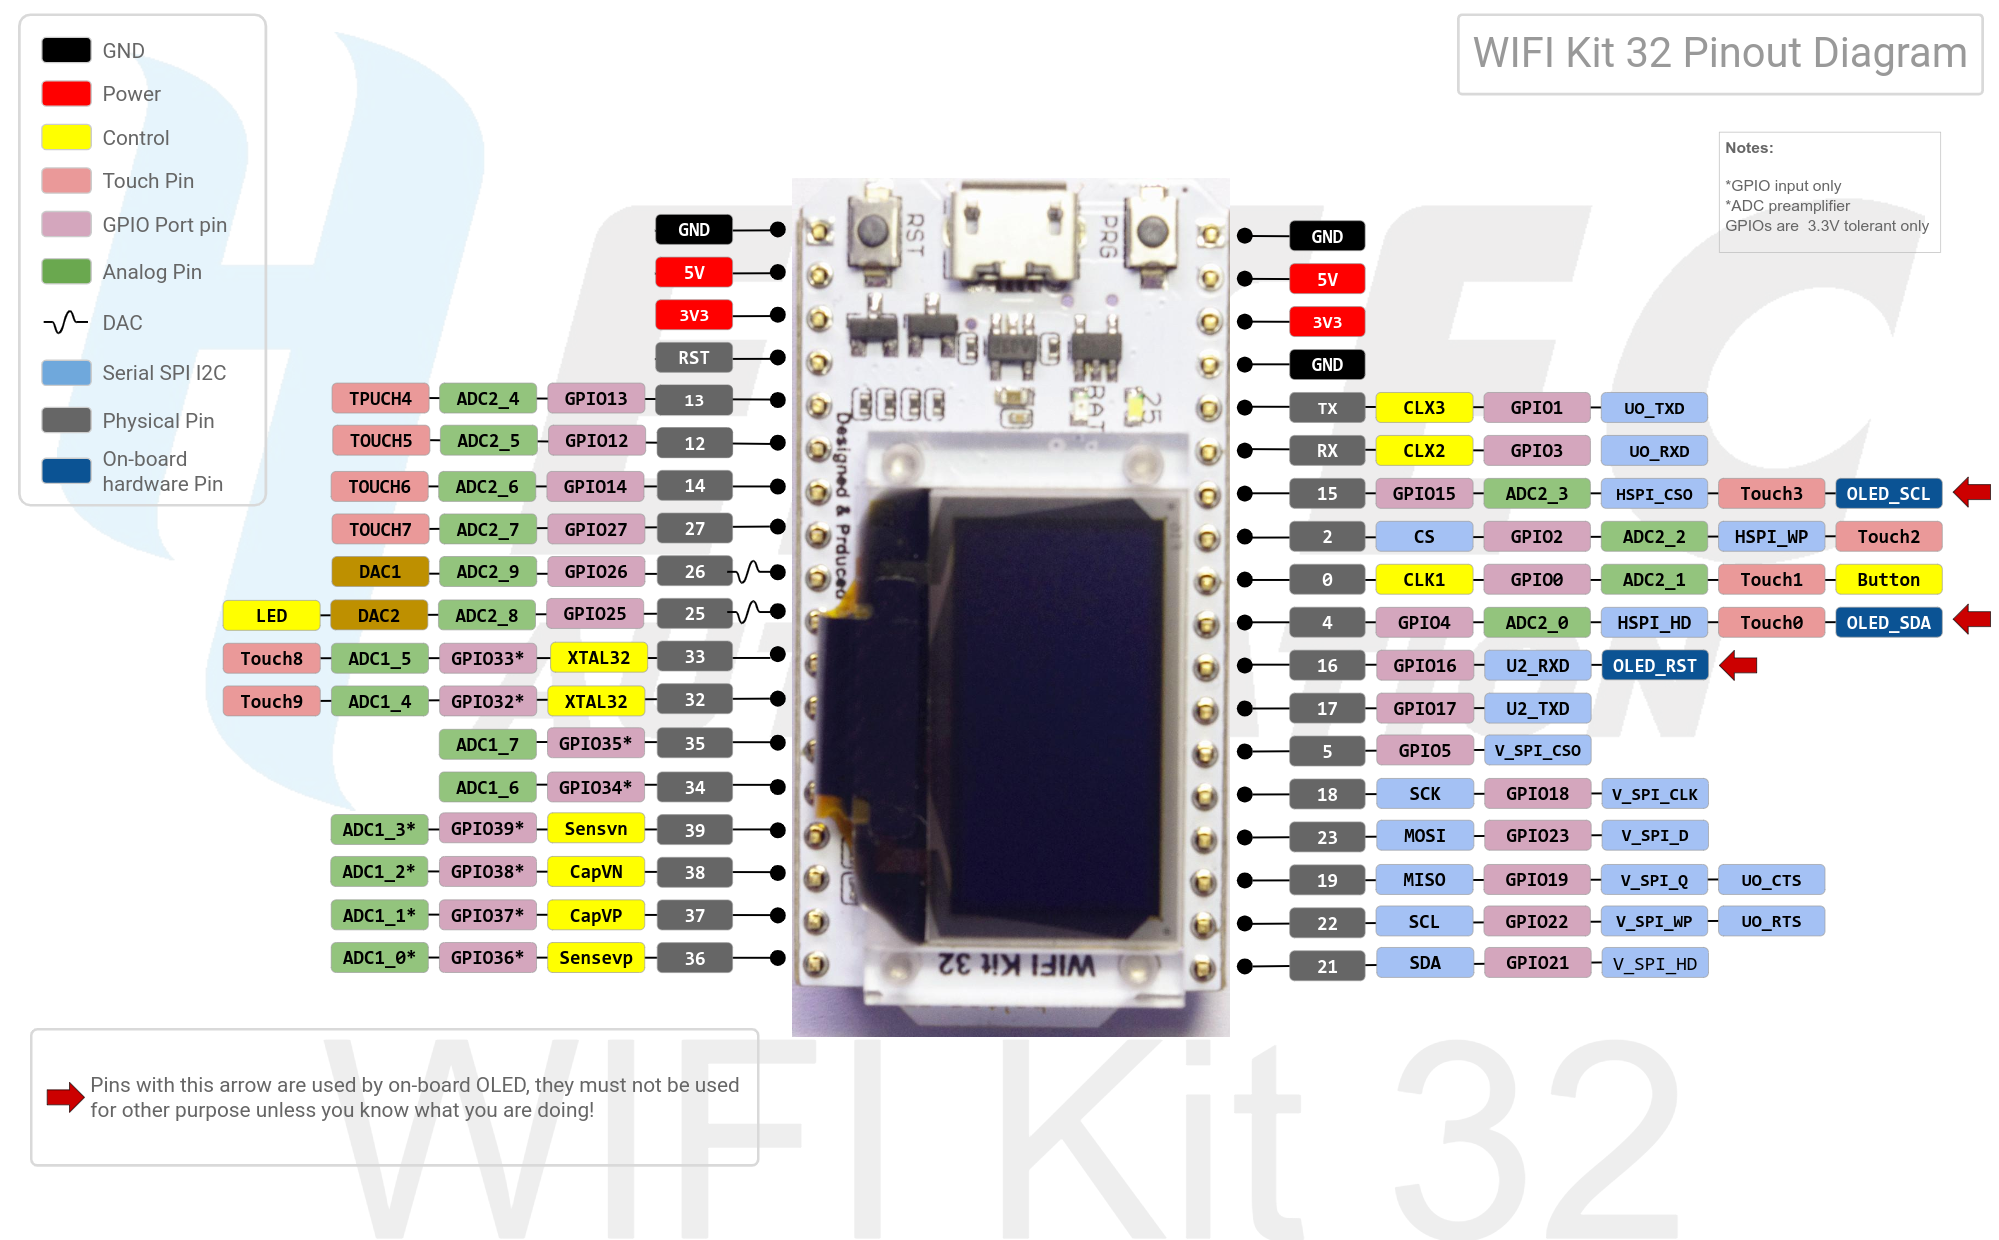 GND
Power
Control
Touch Pin
GPIO Port pin
Analog Pin
DAC
Serial SPI I2C
Physical Pin
On-board
hardware Pin
WIFI Kit 32 Pinout Diagram
Notes:
*GPIO input only
*ADC preamplifier
GPIOs are 3.3V tolerant only
GND
5V
3V3
RST
TPUCH4 ADC2_4 GPIO13 13
TOUCH5 ADC2_5 GPIO12 12
TOUCH6 ADC2_6 GPIO14 14
TOUCH7 ADC2_7 GPIO27 27
DAC1 ADC2_9 GPIO26 26
LED DAC2 ADC2_8 GPIO25 25
Touch8 ADC1_5 GPIO33* XTAL32 33
Touch9 ADC1_4 GPIO32* XTAL32 32
ADC1_7 GPIO35* 35
ADC1_6 GPIO34* 34
ADC1_3* GPIO39* Sensvn 39
ADC1_2* GPIO38* CapVN 38
ADC1_1* GPIO37* CapVP 37
ADC1_0* GPIO36* Sensevp 36
RST
PRG
BAT
25
Designed & Prduced
WIFI Kit 32
GND
5V
3V3
GND
TX CLX3 GPIO1 UO_TXD
RX CLX2 GPIO3 UO_RXD
15 GPIO15 ADC2_3 HSPI_CSO Touch3 OLED_SCL
2 CS GPIO2 ADC2_2 HSPI_WP Touch2
0 CLK1 GPIO0 ADC2_1 Touch1 Button
4 GPIO4 ADC2_0 HSPI_HD Touch0 OLED_SDA
16 GPIO16 U2_RXD OLED_RST
17 GPIO17 U2_TXD
5 GPIO5 V_SPI_CSO
18 SCK GPIO18 V_SPI_CLK
23 MOSI GPIO23 V_SPI_D
19 MISO GPIO19 V_SPI_Q UO_CTS
22 SCL GPIO22 V_SPI_WP UO_RTS
21 SDA GPIO21 V_SPI_HD
Pins with this arrow are used by on-board OLED, they must not be used
for other purpose unless you know what you are doing!
WIFI Kit 32